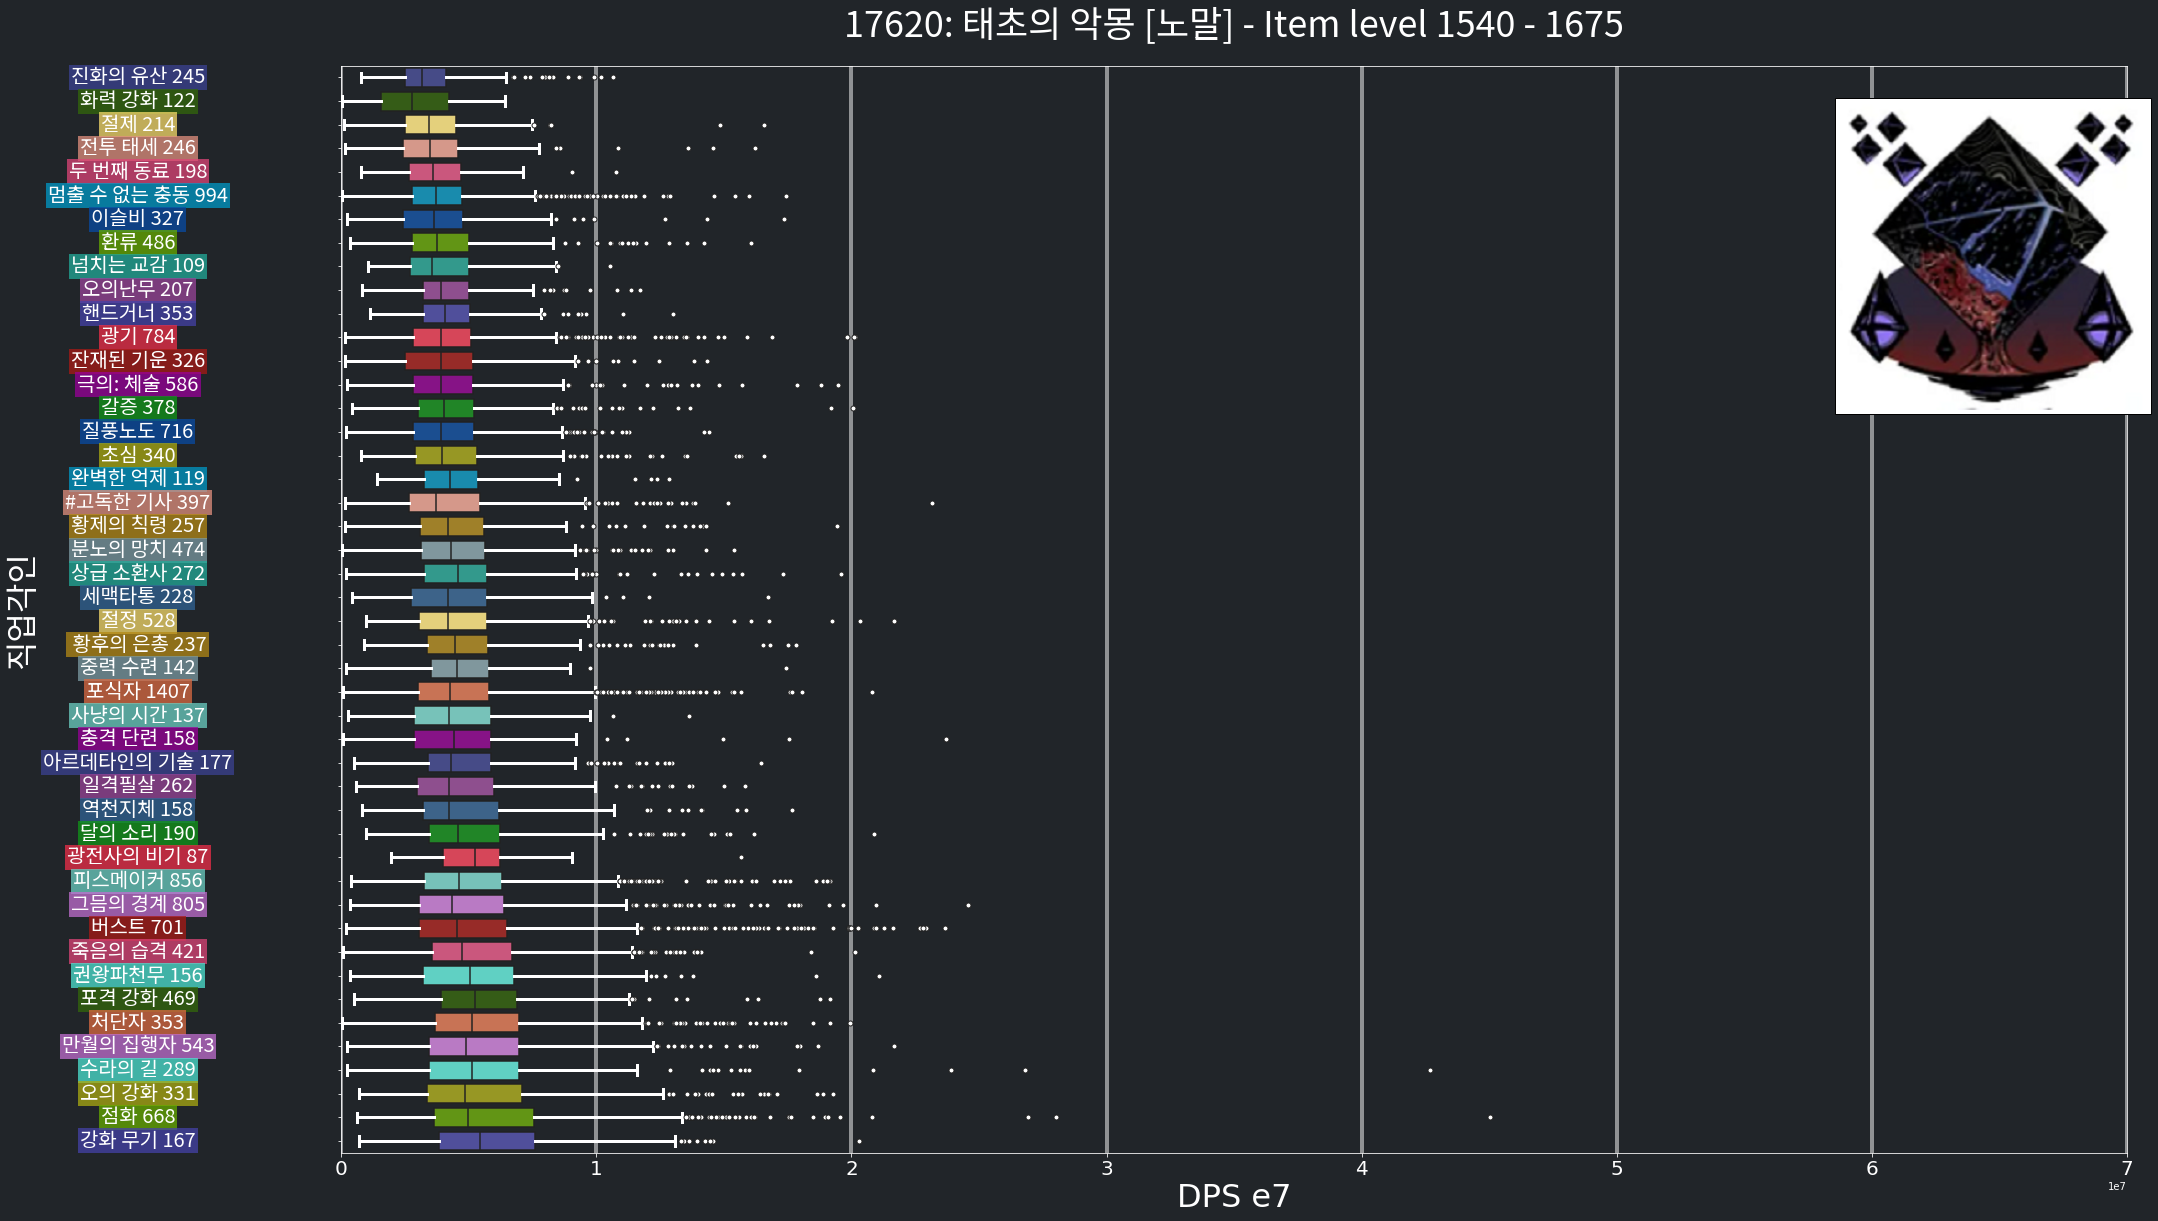 17620: 태초의 악몽 [노말] - Item level 1540 - 1675
진화의 유산 245
화력 강화 122
절제 214
전투 태세 246
두 번째 동료 198
멈출 수 없는 충동 994
이슬비 327
환류 486
넘치는 교감 109
오의난무 207
핸드거너 353
광기 784
잔재된 기운 326
극의: 체술 586
갈증 378
질풍노도 716
초심 340
완벽한 억제 119
#고독한 기사 397
황제의 칙령 257
분노의 망치 474
상급 소환사 272
세맥타통 228
절정 528
황후의 은총 237
중력 수련 142
포식자 1407
사냥의 시간 137
충격 단련 158
아르데타인의 기술 177
일격필살 262
역천지체 158
달의 소리 190
광전사의 비기 87
피스메이커 856
그믐의 경계 805
버스트 701
죽음의 습격 421
권왕파천무 156
포격 강화 469
처단자 353
만월의 집행자 543
수라의 길 289
오의 강화 331
점화 668
강화 무기 167
직업각인
0 1 2 3 4 5 6 7
1e7
DPS e7